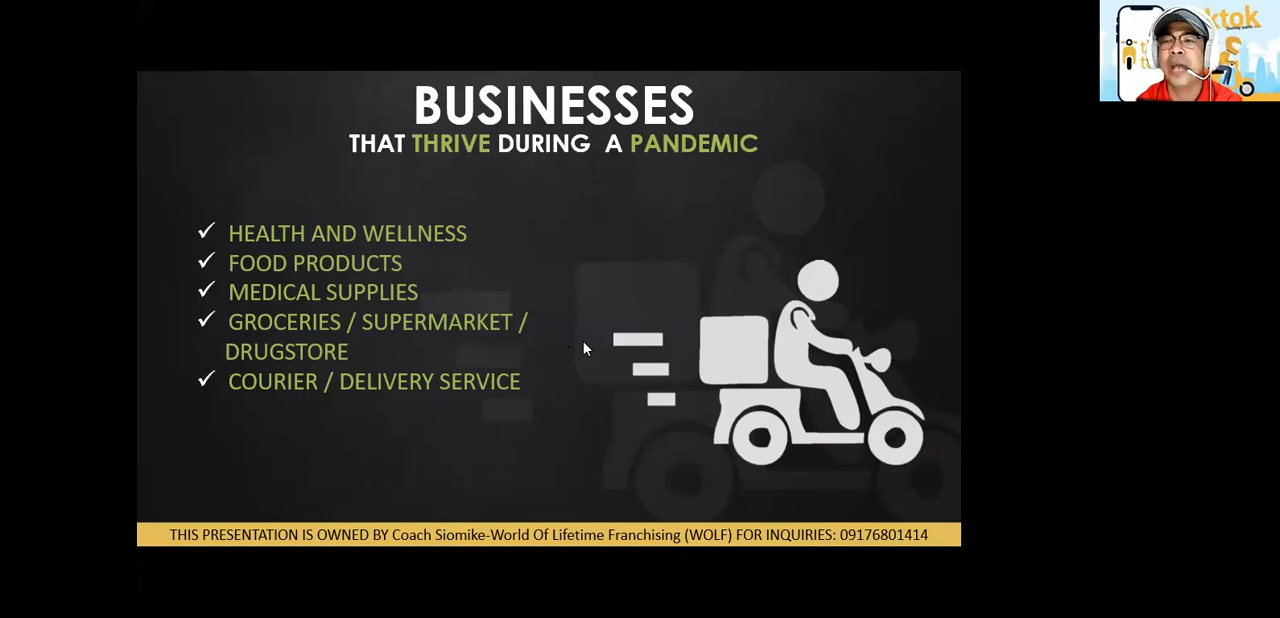 BUSINESSES
THAT THRIVE DURING A PANDEMIC
✓ HEALTH AND WELLNESS
✓ FOOD PRODUCTS
✓ MEDICAL SUPPLIES
✓ GROCERIES / SUPERMARKET /
DRUGSTORE
✓ COURIER / DELIVERY SERVICE
THIS PRESENTATION IS OWNED BY Coach Siomike-World Of Lifetime Franchising (WOLF) FOR INQUIRIES: 09176801414
ktok